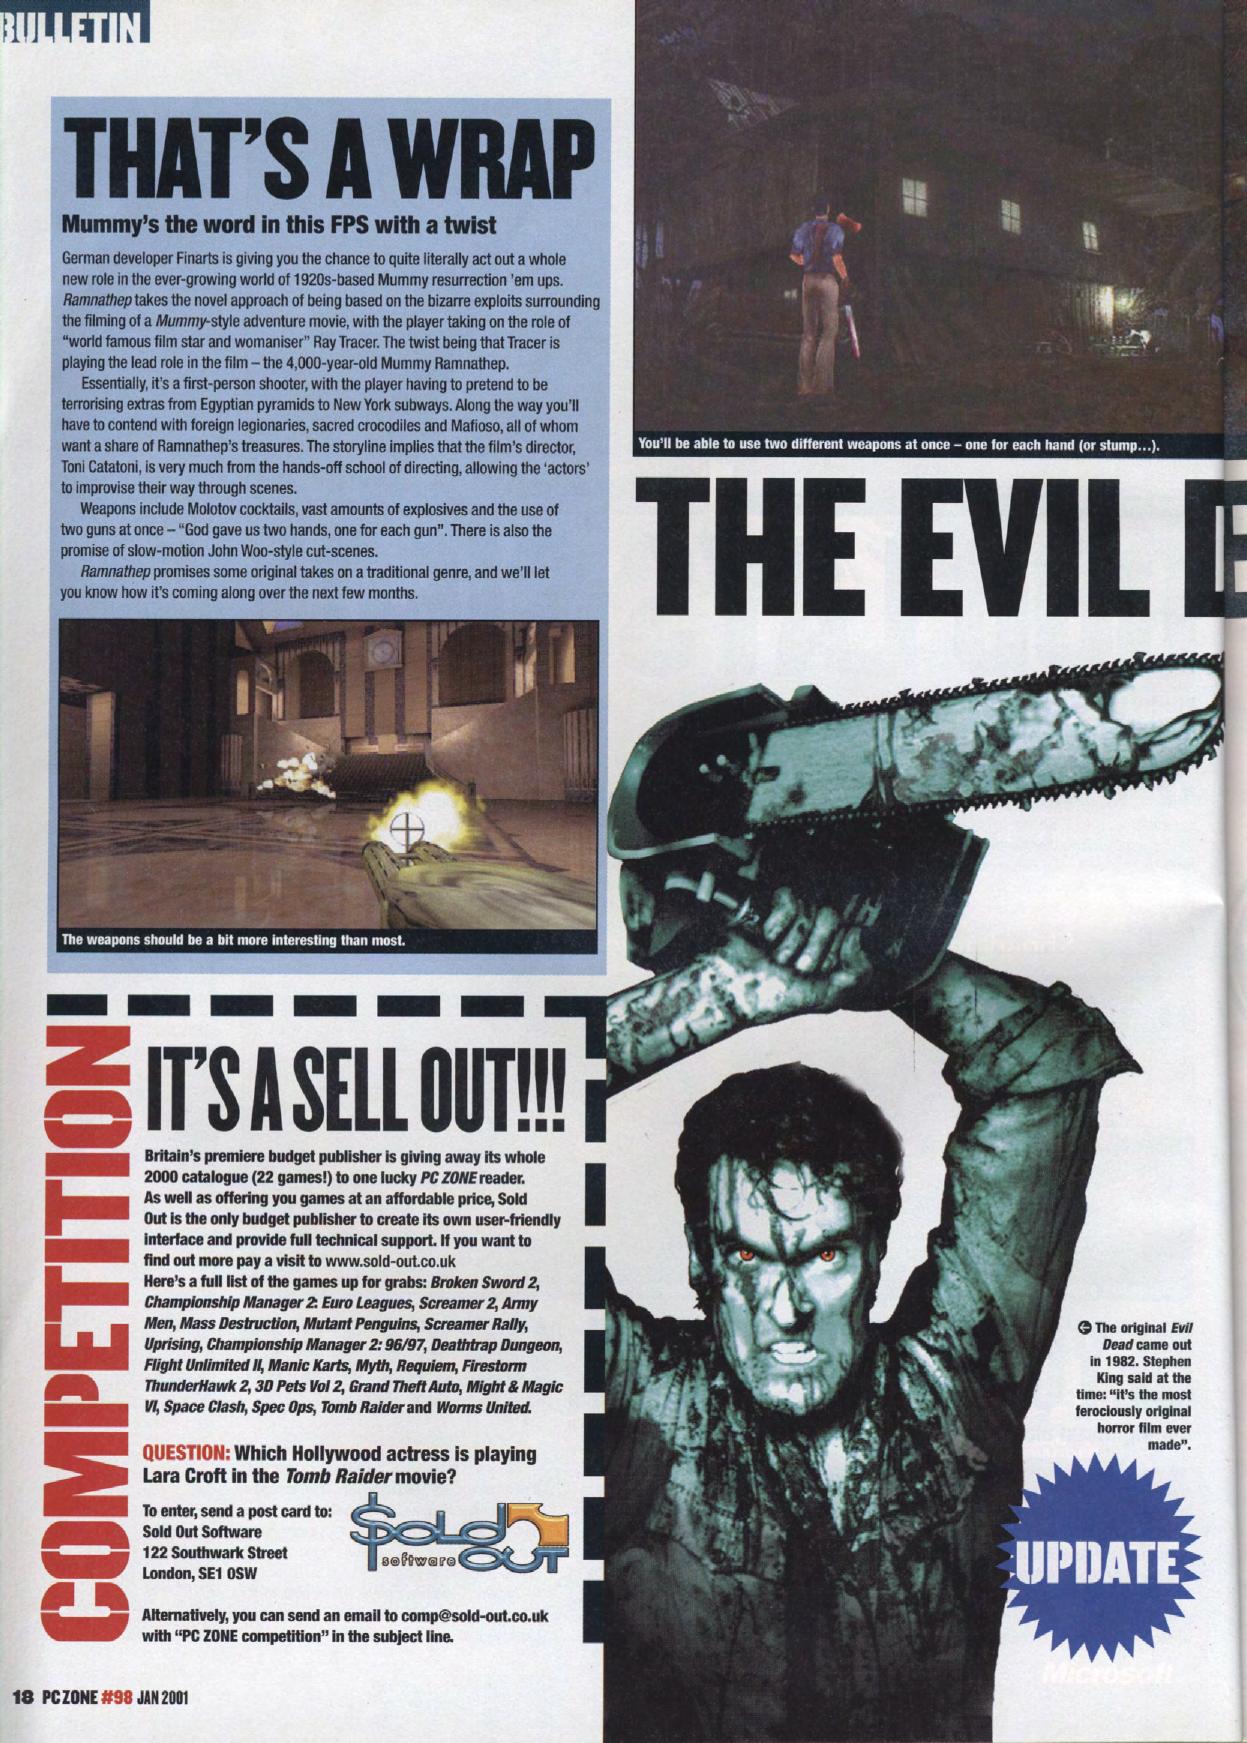 BULLETIN
THAT'S A WRAP
Mummy's the word in this FPS with a twist
German developer Finarts is giving you the chance to quite literally act out a whole
new role in the ever-growing world of 1920s-based Mummy resurrection 'em ups.
Ramnathep takes the novel approach of being based on the bizarre exploits surrounding
the filming of a Mummy-style adventure movie, with the player taking on the role of
“world famous film star and womaniser” Ray Tracer. The twist being that Tracer is
playing the lead role in the film – the 4,000-year-old Mummy Ramnathep.
Essentially, it's a first-person shooter, with the player having to pretend to be
terrorising extras from Egyptian pyramids to New York subways. Along the way you'll
have to contend with foreign legionaries, sacred crocodiles and Mafioso, all of whom
want a share of Ramnathep's treasures. The storyline implies that the film's director,
Toni Catatoni, is very much from the hands-off school of directing, allowing the 'actors'
to improvise their way through scenes.
Weapons include Molotov cocktails, vast amounts of explosives and the use of
two guns at once – “God gave us two hands, one for each gun”. There is also the
promise of slow-motion John Woo-style cut-scenes.
Ramnathep promises some original takes on a traditional genre, and we'll let
you know how it's coming along over the next few months.
The weapons should be a bit more interesting than most.
COMPETITION
IT'S A SELL OUT!!!
Britain's premiere budget publisher is giving away its whole
2000 catalogue (22 games!) to one lucky PC ZONE reader.
As well as offering you games at an affordable price, Sold
Out is the only budget publisher to create its own user-friendly
interface and provide full technical support. If you want to
find out more pay a visit to www.sold-out.co.uk
Here's a full list of the games up for grabs: Broken Sword 2,
Championship Manager 2: Euro Leagues, Screamer 2, Army
Men, Mass Destruction, Mutant Penguins, Screamer Rally,
Uprising, Championship Manager 2: 96/97, Deathtrap Dungeon,
Flight Unlimited II, Manic Karts, Myth, Requiem, Firestorm
ThunderHawk 2, 3D Pets Vol 2, Grand Theft Auto, Might & Magic
VI, Space Clash, Spec Ops, Tomb Raider and Worms United.
QUESTION: Which Hollywood actress is playing
Lara Croft in the Tomb Raider movie?
To enter, send a post card to:
Sold Out Software
122 Southwark Street
London, SE1 0SW
SOLD
software OUT
Alternatively, you can send an email to comp@sold-out.co.uk
with “PC ZONE competition” in the subject line.
You'll be able to use two different weapons at once – one for each hand (or stump...).
THE EVIL
The original Evil
Dead came out
in 1982. Stephen
King said at the
time: “it's the most
ferociously original
horror film ever
made”.
UPDATE
Microsoft
18 PC ZONE #98 JAN 2001